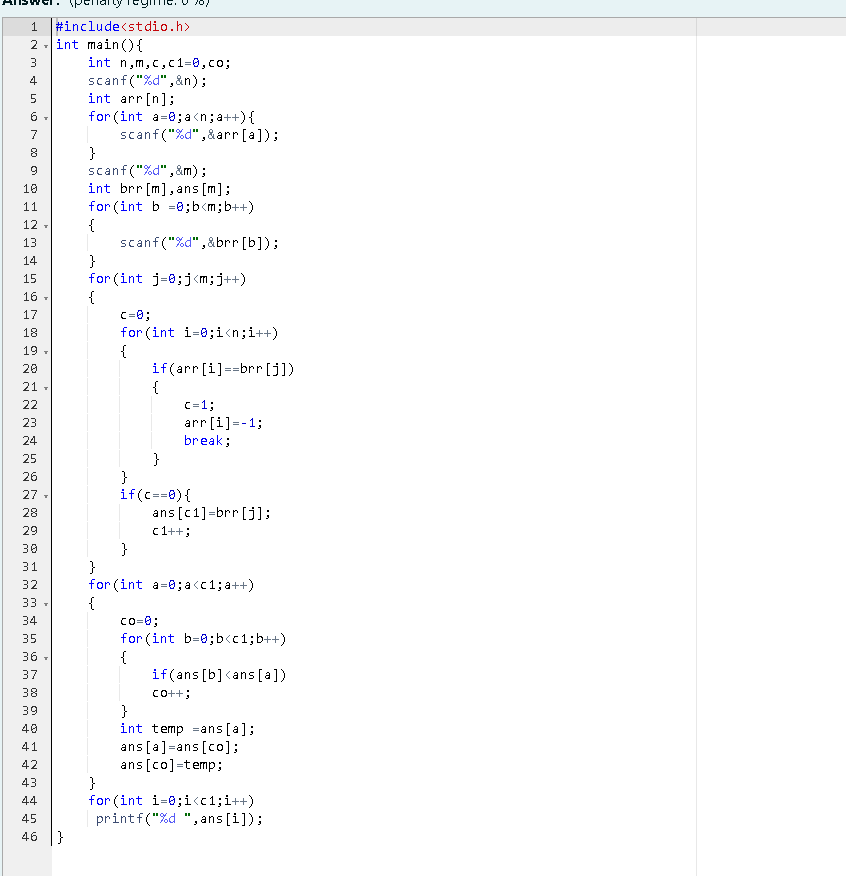 Answer: (penalty regime: 0 %)
1 #include<stdio.h>
2 int main(){
3     int n,m,c,c1=0,co;
4     scanf("%d",&n);
5     int arr[n];
6     for(int a=0;a<n;a++){
7         scanf("%d",&arr[a]);
8     }
9     scanf("%d",&m);
10     int brr[m],ans[m];
11     for(int b =0;b<m;b++)
12     {
13         scanf("%d",&brr[b]);
14     }
15     for(int j=0;j<m;j++)
16     {
17         c=0;
18         for(int i=0;i<n;i++)
19         {
20             if(arr[i]==brr[j])
21             {
22                 c=1;
23                 arr[i]=-1;
24                 break;
25             }
26         }
27         if(c==0){
28             ans[c1]=brr[j];
29             c1++;
30         }
31     }
32     for(int a=0;a<c1;a++)
33     {
34         co=0;
35         for(int b=0;b<c1;b++)
36         {
37             if(ans[b]<ans[a])
38             co++;
39         }
40         int temp =ans[a];
41         ans[a]=ans[co];
42         ans[co]=temp;
43     }
44     for(int i=0;i<c1;i++)
45      printf("%d ",ans[i]);
46 }